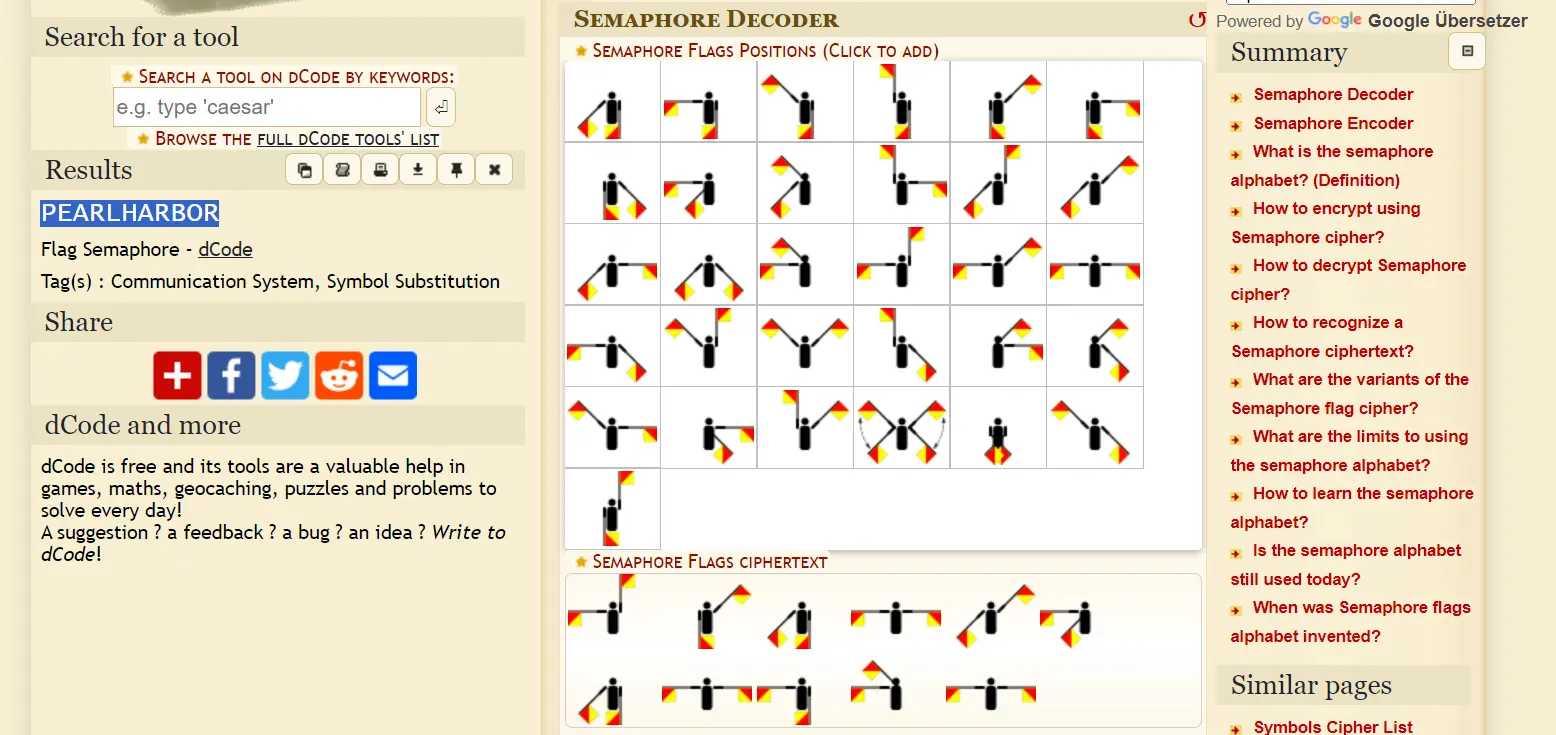 Search for a tool
Search a tool on dCode by keywords:
e.g. type 'caesar'
Browse the full dCode tools' list
Results
PEARLHARBOR
Flag Semaphore - dCode
Tag(s) : Communication System, Symbol Substitution
Share
dCode and more
dCode is free and its tools are a valuable help in
games, maths, geocaching, puzzles and problems to
solve every day!
A suggestion ? a feedback ? a bug ? an idea ? Write to
dCode!
Semaphore Decoder
Semaphore Flags Positions (Click to add)
Semaphore Flags ciphertext
Powered by Google Google Übersetzer
Summary
Semaphore Decoder
Semaphore Encoder
What is the semaphore
alphabet? (Definition)
How to encrypt using
Semaphore cipher?
How to decrypt Semaphore
cipher?
How to recognize a
Semaphore ciphertext?
What are the variants of the
Semaphore flag cipher?
What are the limits to using
the semaphore alphabet?
How to learn the semaphore
alphabet?
Is the semaphore alphabet
still used today?
When was Semaphore flags
alphabet invented?
Similar pages
Symbols Cipher List